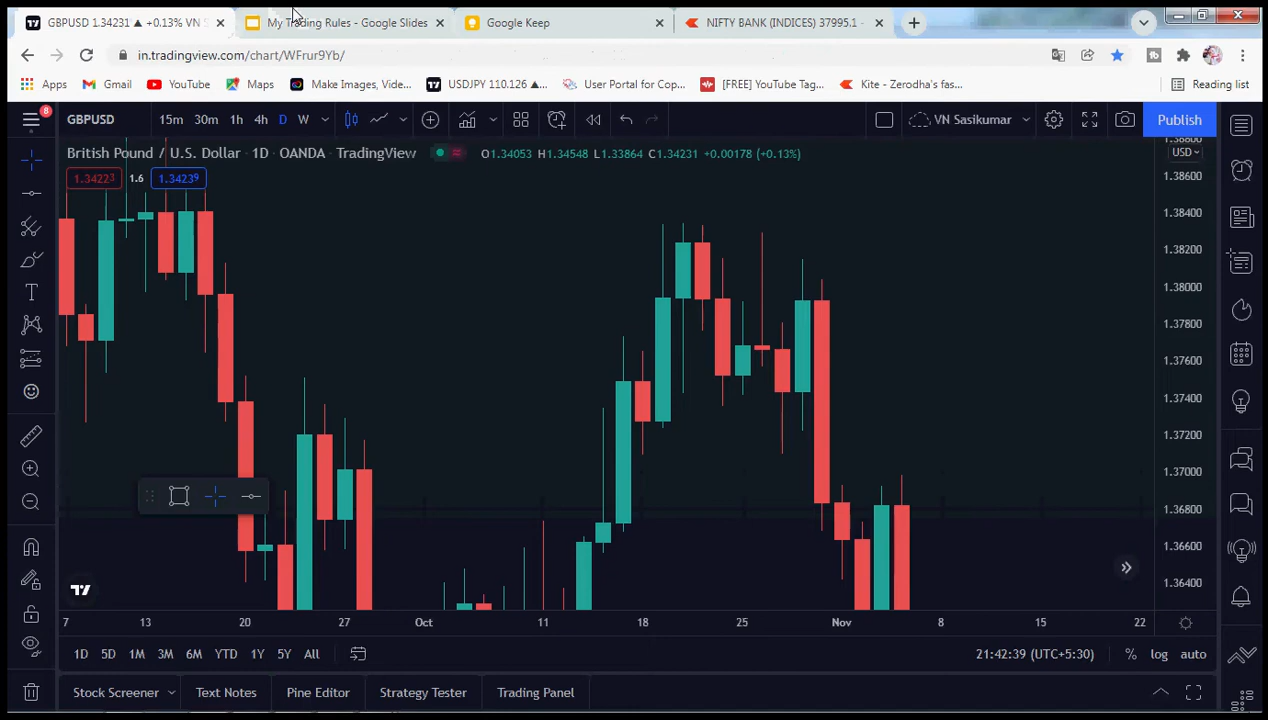 GBPUSD 1.34231 ▲ +0.13% VN S
My Trading Rules - Google Slides
Google Keep
NIFTY BANK (INDICES) 37995.1 -
in.tradingview.com/chart/WFrur9Yb/
Apps
Gmail
YouTube
Maps
Make Images, Vide...
USDJPY 110.126 ▲...
User Portal for Cop...
[FREE] YouTube Tag...
Kite - Zerodha's fas...
Reading list
8
GBPUSD
15m
30m
1h
4h
D
W
VN Sasikumar
Publish
British Pound / U.S. Dollar · 1D · OANDA · TradingView
O1.34053 H1.34548 L1.33864 C1.34231 +0.00178 (+0.13%)
USD
1.34223
1.6
1.34239
1.38800
1.38600
1.38400
1.38200
1.38000
1.37800
1.37600
1.37400
1.37200
1.37000
1.36800
1.36600
1.36400
7
13
20
27
Oct
11
18
25
Nov
8
15
22
1D
5D
1M
3M
6M
YTD
1Y
5Y
All
21:42:39 (UTC+5:30)
%
log
auto
Stock Screener
Text Notes
Pine Editor
Strategy Tester
Trading Panel